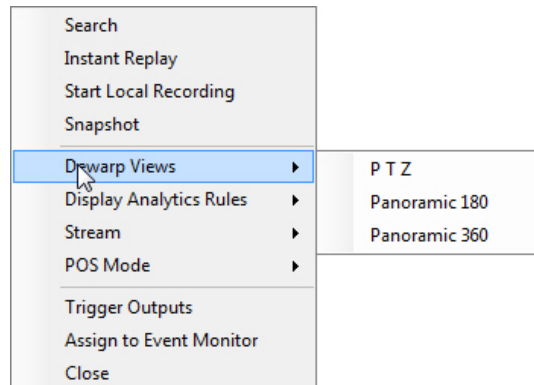 Search
Instant Replay
Start Local Recording
Snapshot
Dewarp Views
P T Z
Display Analytics Rules
Panoramic 180
Stream
Panoramic 360
POS Mode
Trigger Outputs
Assign to Event Monitor
Close